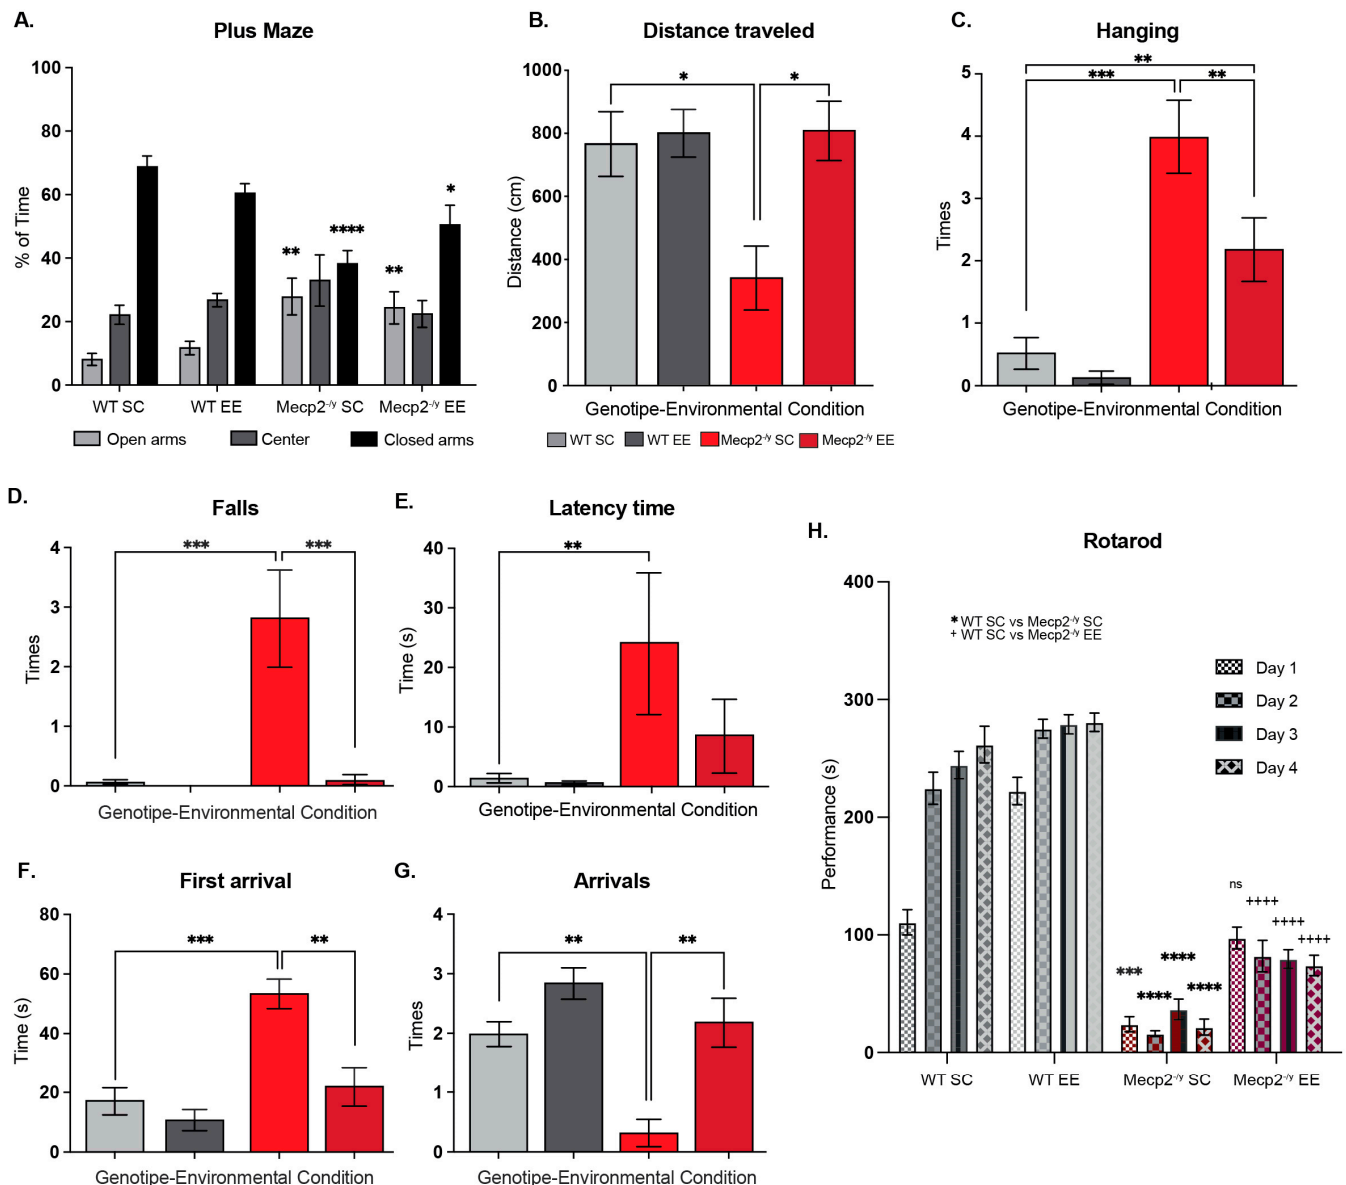 A.
Plus Maze
100
80
60
40
20
0
% of Time
**
****
**
*
WT SC
WT EE
Mecp2-/y SC
Mecp2-/y EE
Open arms
Center
Closed arms
B.
Distance traveled
1000
800
600
400
200
0
Distance (cm)
*
*
Genotipe-Environmental Condition
WT SC
WT EE
Mecp2-/y SC
Mecp2-/y EE
C.
Hanging
5
4
3
2
1
0
Times
**
***
**
Genotipe-Environmental Condition
D.
Falls
4
3
2
1
0
Times
***
***
Genotipe-Environmental Condition
E.
Latency time
40
30
20
10
0
Time (s)
**
Genotipe-Environmental Condition
F.
First arrival
80
60
40
20
0
Time (s)
***
**
Genotipe-Environmental Condition
G.
Arrivals
4
3
2
1
0
Times
**
**
Genotipe-Environmental Condition
H.
Rotarod
400
300
200
100
0
Performance (s)
* WT SC vs Mecp2-/y SC
+ WT SC vs Mecp2-/y EE
Day 1
Day 2
Day 3
Day 4
***
****
****
****
ns
++++
++++
++++
WT SC
WT EE
Mecp2-/y SC
Mecp2-/y EE